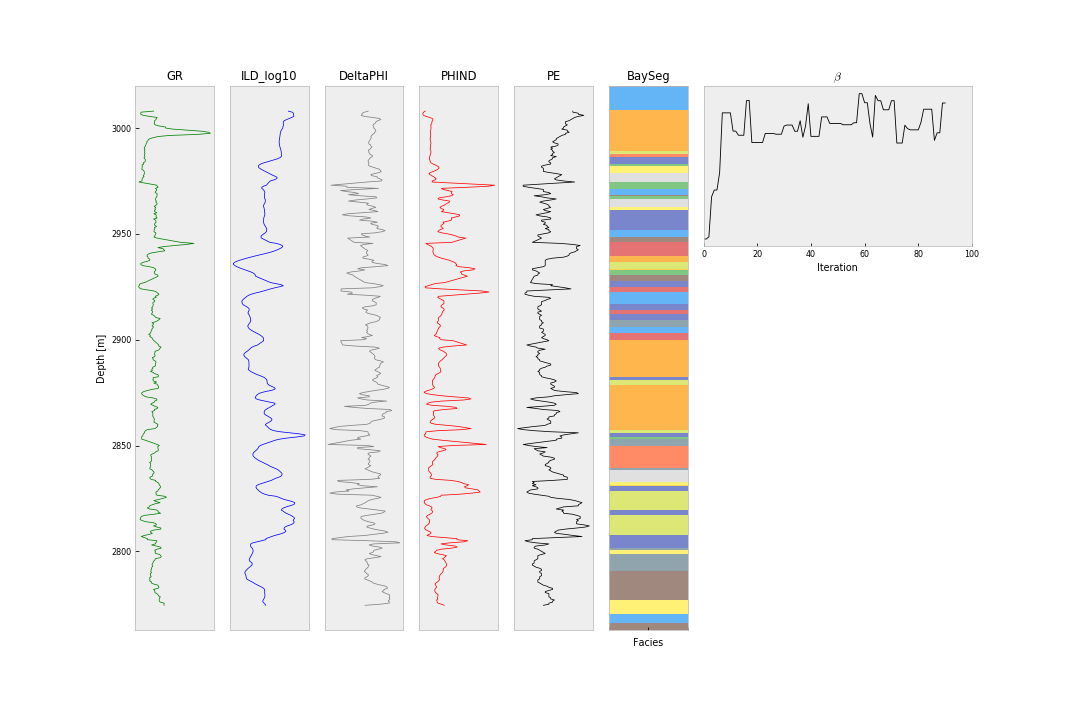 GR ILD_log10 DeltaPHI PHIND PE BaySeg β
3000
2950
2900
2850
2800
Depth [m]
0 20 40 60 80 100
Iteration
Facies